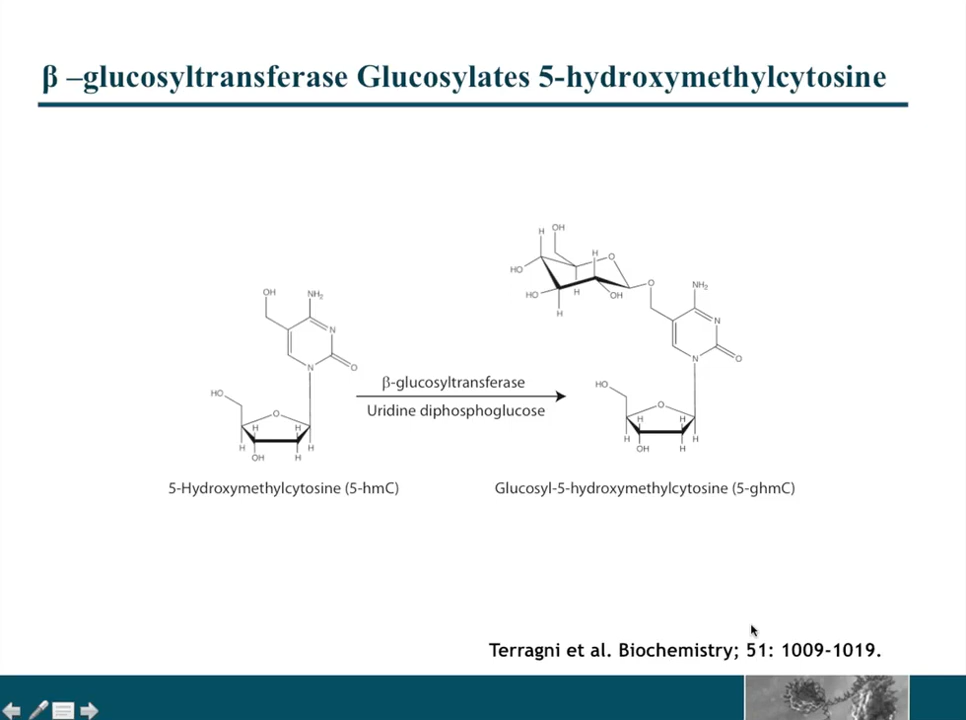 β –glucosyltransferase Glucosylates 5-hydroxymethylcytosine
OH
NH₂
N
N
O
HO
O
H
H
H
H
OH
H
5-Hydroxymethylcytosine (5-hmC)
β-glucosyltransferase
Uridine diphosphoglucose
H
OH
H
O
HO
HO
H
OH
H
O
NH₂
N
N
O
HO
O
H
H
H
H
OH
H
Glucosyl-5-hydroxymethylcytosine (5-ghmC)
Terragni et al. Biochemistry; 51: 1009-1019.